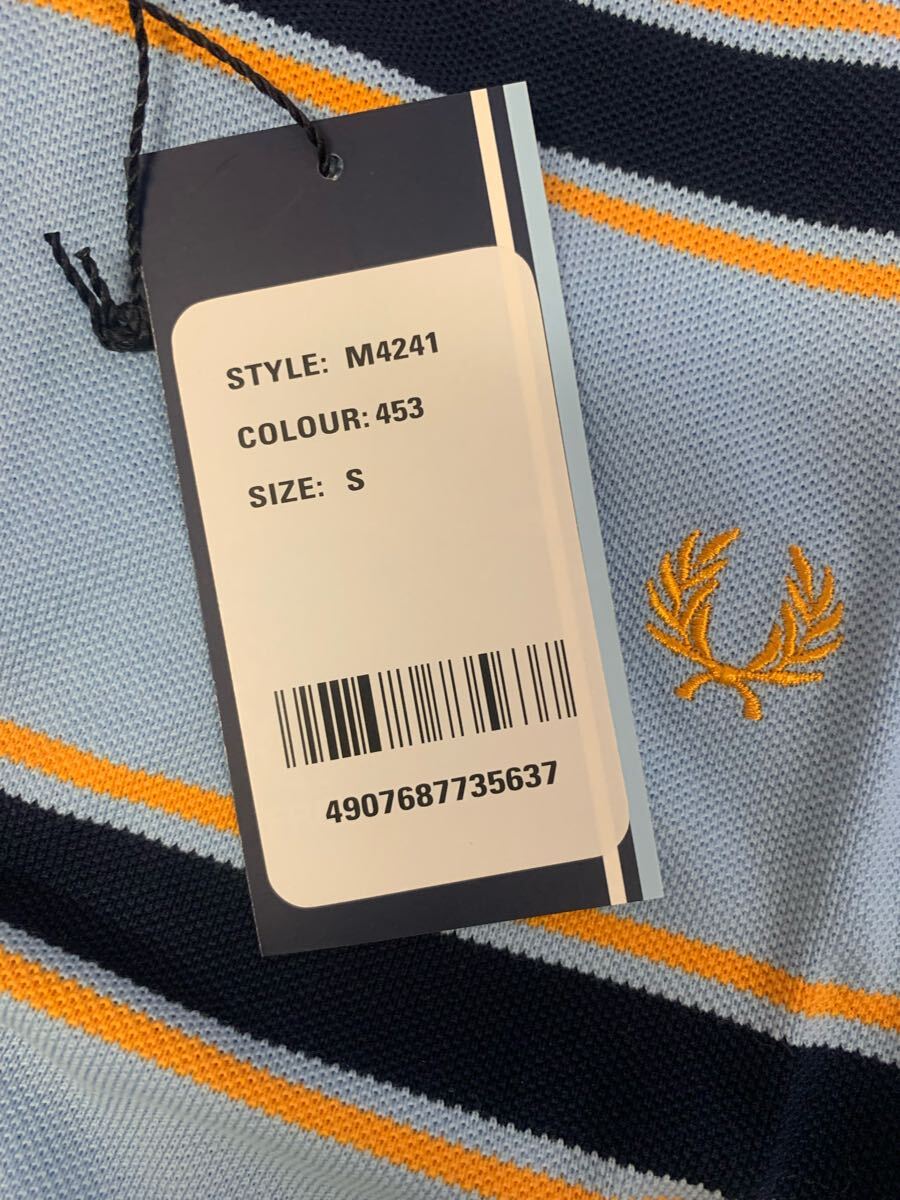 STYLE: M4241
COLOUR: 453
SIZE: S
4907687735637